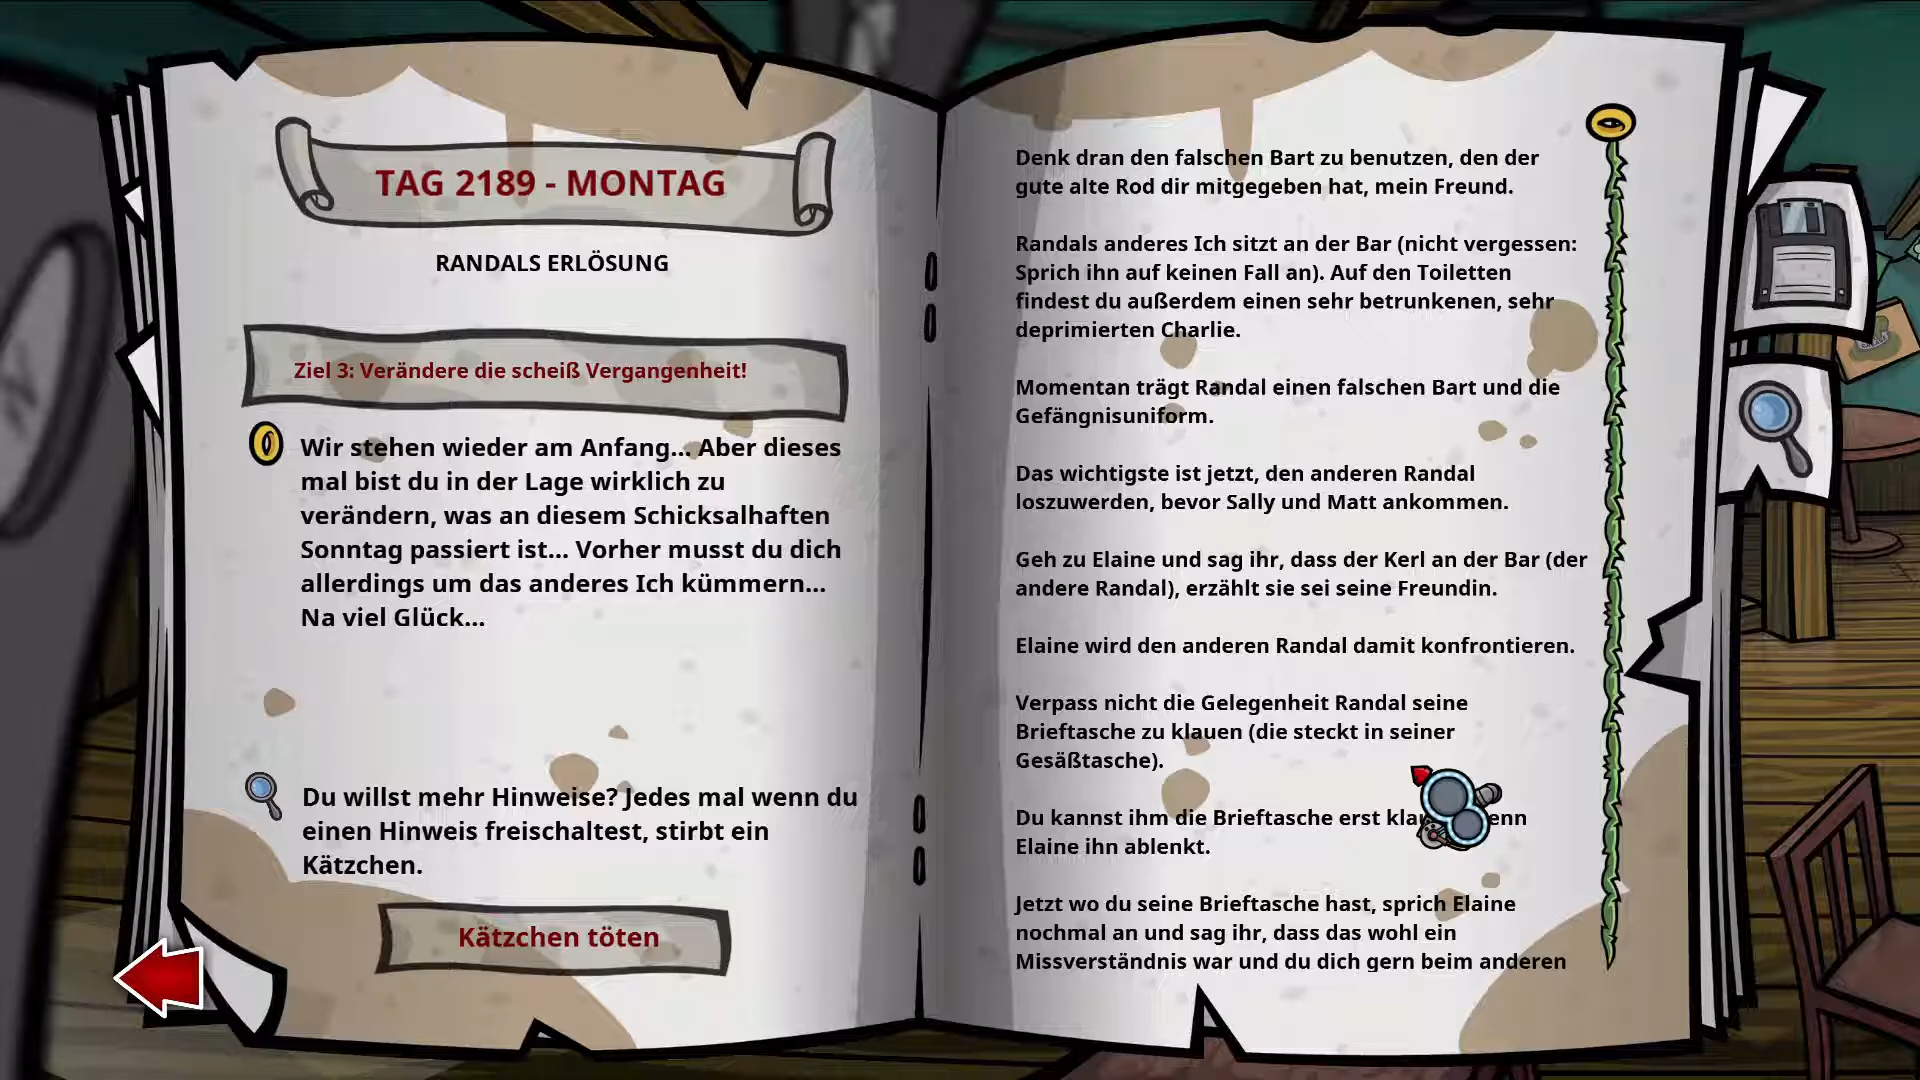 TAG 2189 - MONTAG
RANDALS ERLÖSUNG
Ziel 3: Verändere die scheiß Vergangenheit!
Wir stehen wieder am Anfang... Aber dieses
mal bist du in der Lage wirklich zu
verändern, was an diesem Schicksalhaften
Sonntag passiert ist... Vorher musst du dich
allerdings um das anderes Ich kümmern...
Na viel Glück...
Du willst mehr Hinweise? Jedes mal wenn du
einen Hinweis freischaltest, stirbt ein
Kätzchen.
Kätzchen töten
Denk dran den falschen Bart zu benutzen, den der
gute alte Rod dir mitgegeben hat, mein Freund.
Randals anderes Ich sitzt an der Bar (nicht vergessen:
Sprich ihn auf keinen Fall an). Auf den Toiletten
findest du außerdem einen sehr betrunkenen, sehr
deprimierten Charlie.
Momentan trägt Randal einen falschen Bart und die
Gefängnisuniform.
Das wichtigste ist jetzt, den anderen Randal
loszuwerden, bevor Sally und Matt ankommen.
Geh zu Elaine und sag ihr, dass der Kerl an der Bar (der
andere Randal), erzählt sie sei seine Freundin.
Elaine wird den anderen Randal damit konfrontieren.
Verpass nicht die Gelegenheit Randal seine
Brieftasche zu klauen (die steckt in seiner
Gesäßtasche).
Du kannst ihm die Brieftasche erst
Elaine ihn ablenkt.
Jetzt wo du seine Brieftasche hast, sprich Elaine
nochmal an und sag ihr, dass das wohl ein
Missverständnis war und du dich gern beim anderen